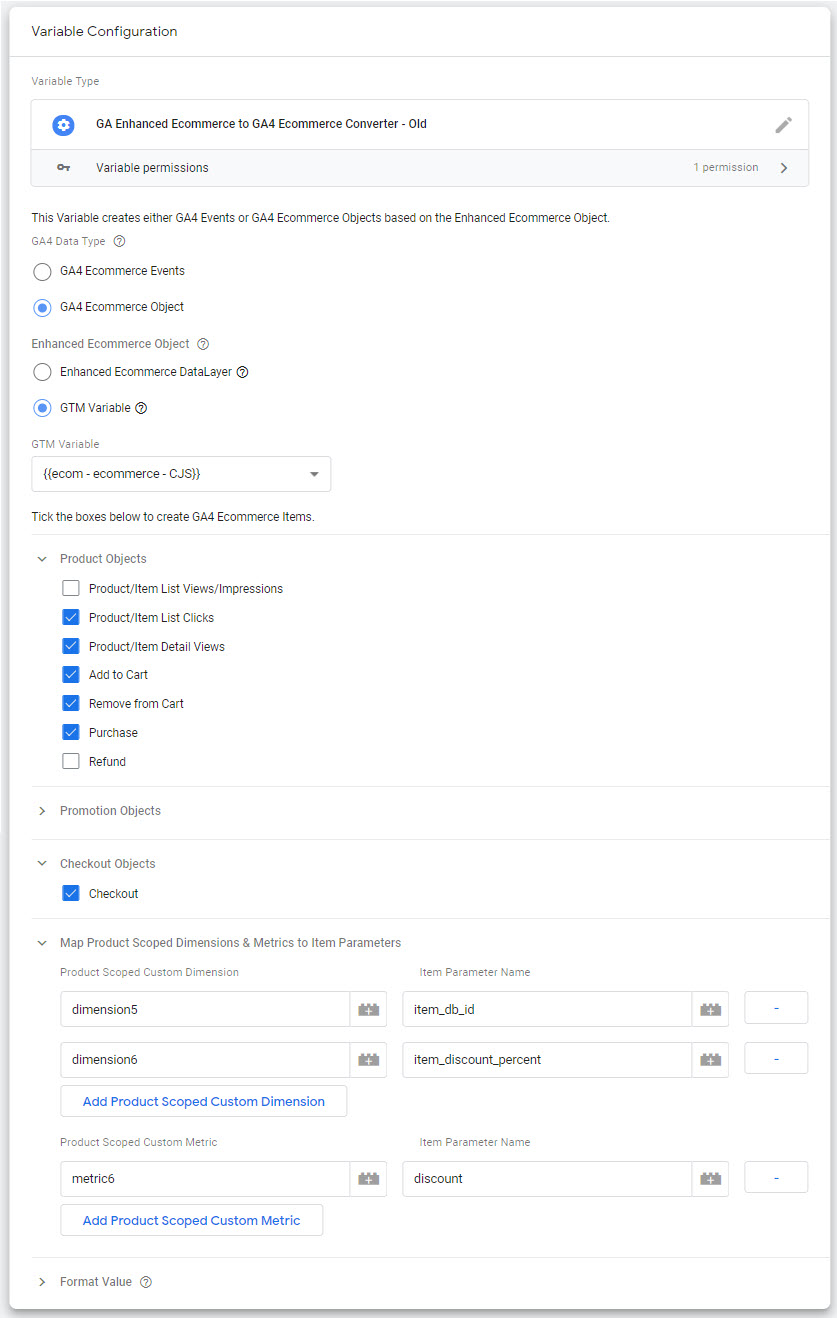 Variable Configuration
Variable Type
GA Enhanced Ecommerce to GA4 Ecommerce Converter - Old
Variable permissions 1 permission
This Variable creates either GA4 Events or GA4 Ecommerce Objects based on the Enhanced Ecommerce Object.
GA4 Data Type
GA4 Ecommerce Events
GA4 Ecommerce Object
Enhanced Ecommerce Object
Enhanced Ecommerce DataLayer
GTM Variable
GTM Variable
{{ecom - ecommerce - CJS}}
Tick the boxes below to create GA4 Ecommerce Items.
Product Objects
Product/Item List Views/Impressions
Product/Item List Clicks
Product/Item Detail Views
Add to Cart
Remove from Cart
Purchase
Refund
Promotion Objects
Checkout Objects
Checkout
Map Product Scoped Dimensions & Metrics to Item Parameters
Product Scoped Custom Dimension Item Parameter Name
dimension5 item_db_id -
dimension6 item_discount_percent -
Add Product Scoped Custom Dimension
Product Scoped Custom Metric Item Parameter Name
metric6 discount -
Add Product Scoped Custom Metric
Format Value